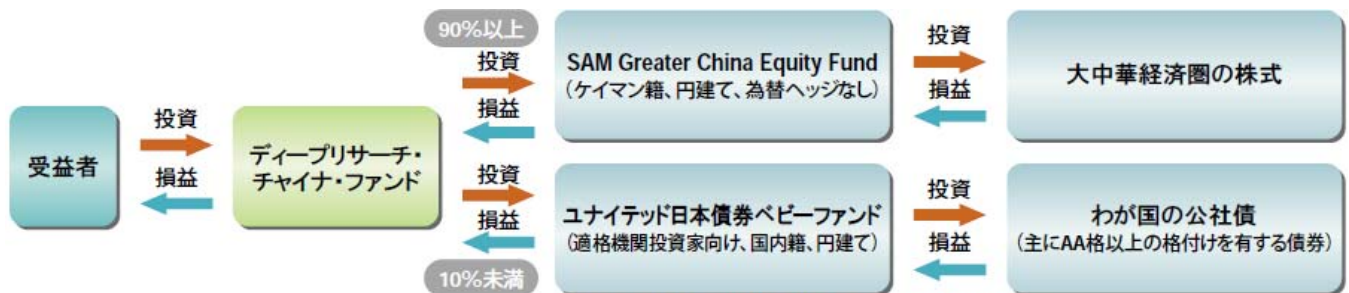 90%以上
投資
損益
SAM Greater China Equity Fund
(ケイマン籍、円建て、為替ヘッジなし)
投資
損益
大中華経済圏の株式
受益者
投資
損益
ディープリサーチ・
チャイナ・ファンド
投資
損益
10%未満
ユナイテッド日本債券ベビーファンド
(適格機関投資家向け、国内籍、円建て)
投資
損益
わが国の公社債
(主にAA格以上の格付けを有する債券)